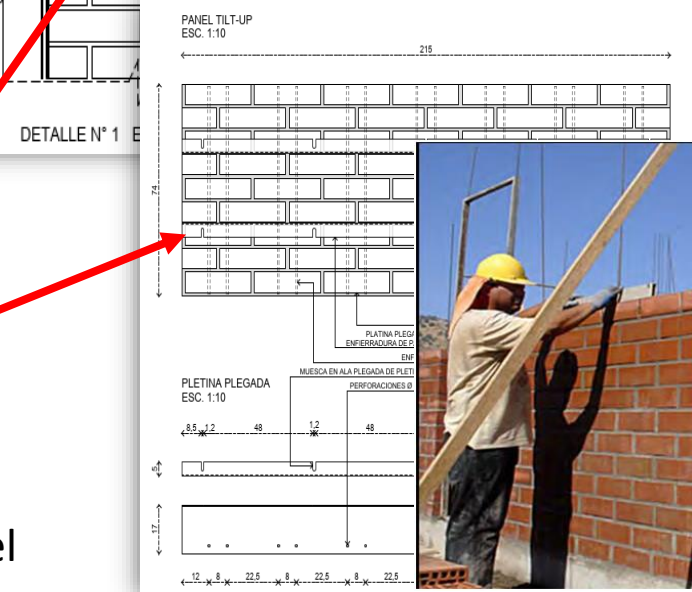 PANEL TILT-UP
ESC. 1:10
215
DETALLE N° 1
74
PLATINA PLEGA
ENFIERRADURA DE P
ENF
MUESCA EN ALA PLEGADA DE PLETI
PERFORACIONES Ø
PLETINA PLEGADA
ESC. 1:10
8,5 1,2 48 1,2 48
5
17
12 8 22,5 8 22,5 8 22,5
el